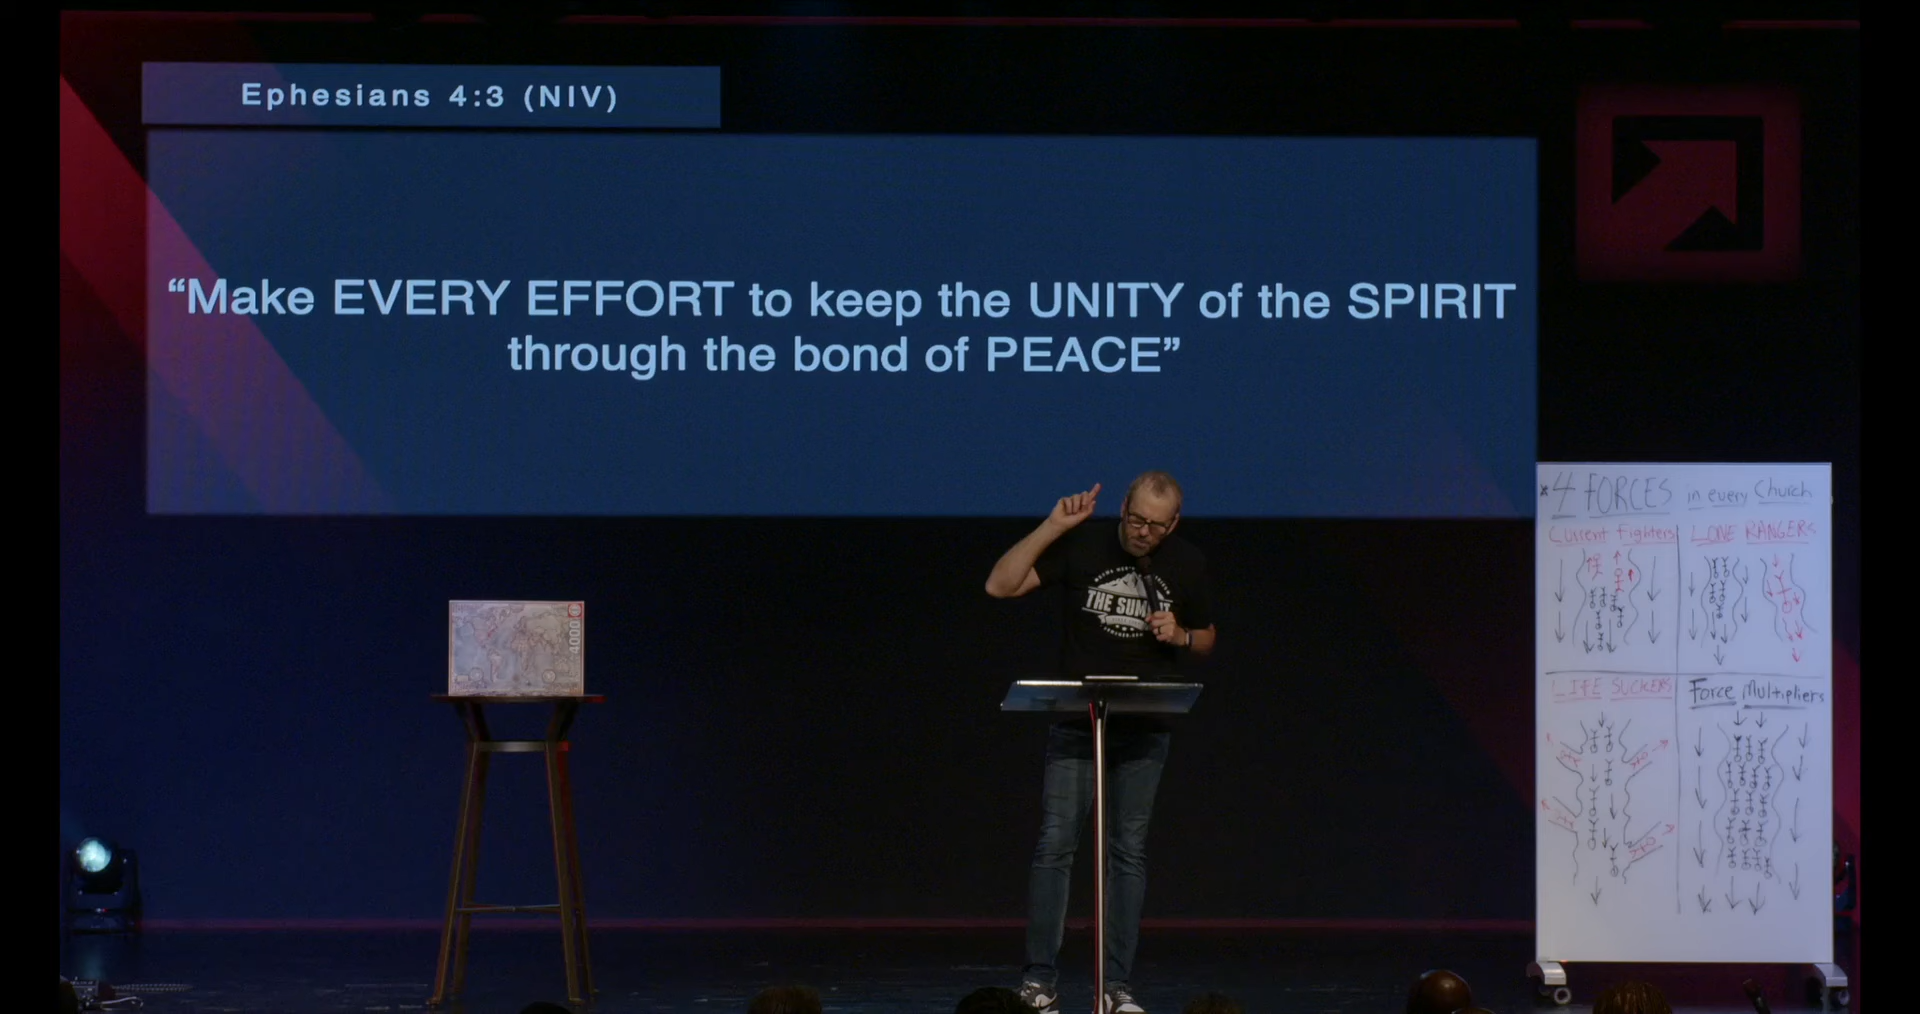 Ephesians 4:3 (NIV)
“Make EVERY EFFORT to keep the UNITY of the SPIRIT
through the bond of PEACE”
4 FORCES in every Church
Current Fighters
LONE RANGERS
LIFE SUCKERS
Force Multipliers
THE SUMMIT
4000